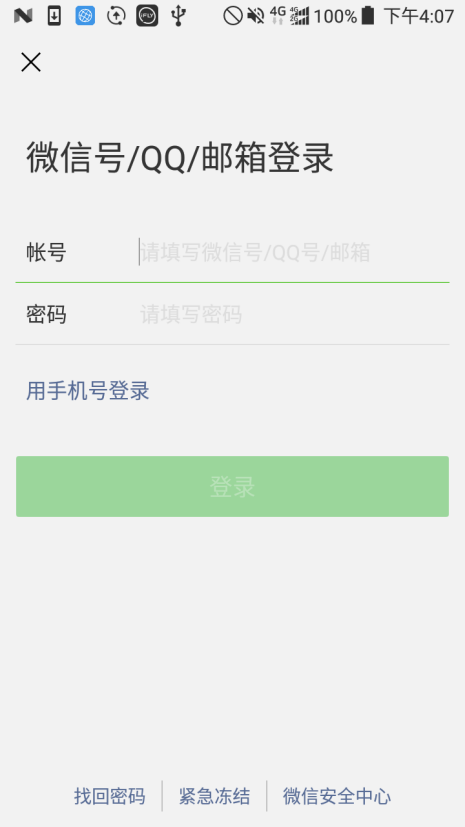 4G 100% 下午4:07
微信号/QQ/邮箱登录
帐号 请填写微信号/QQ号/邮箱
密码 请填写密码
用手机号登录
登录
找回密码 紧急冻结 微信安全中心